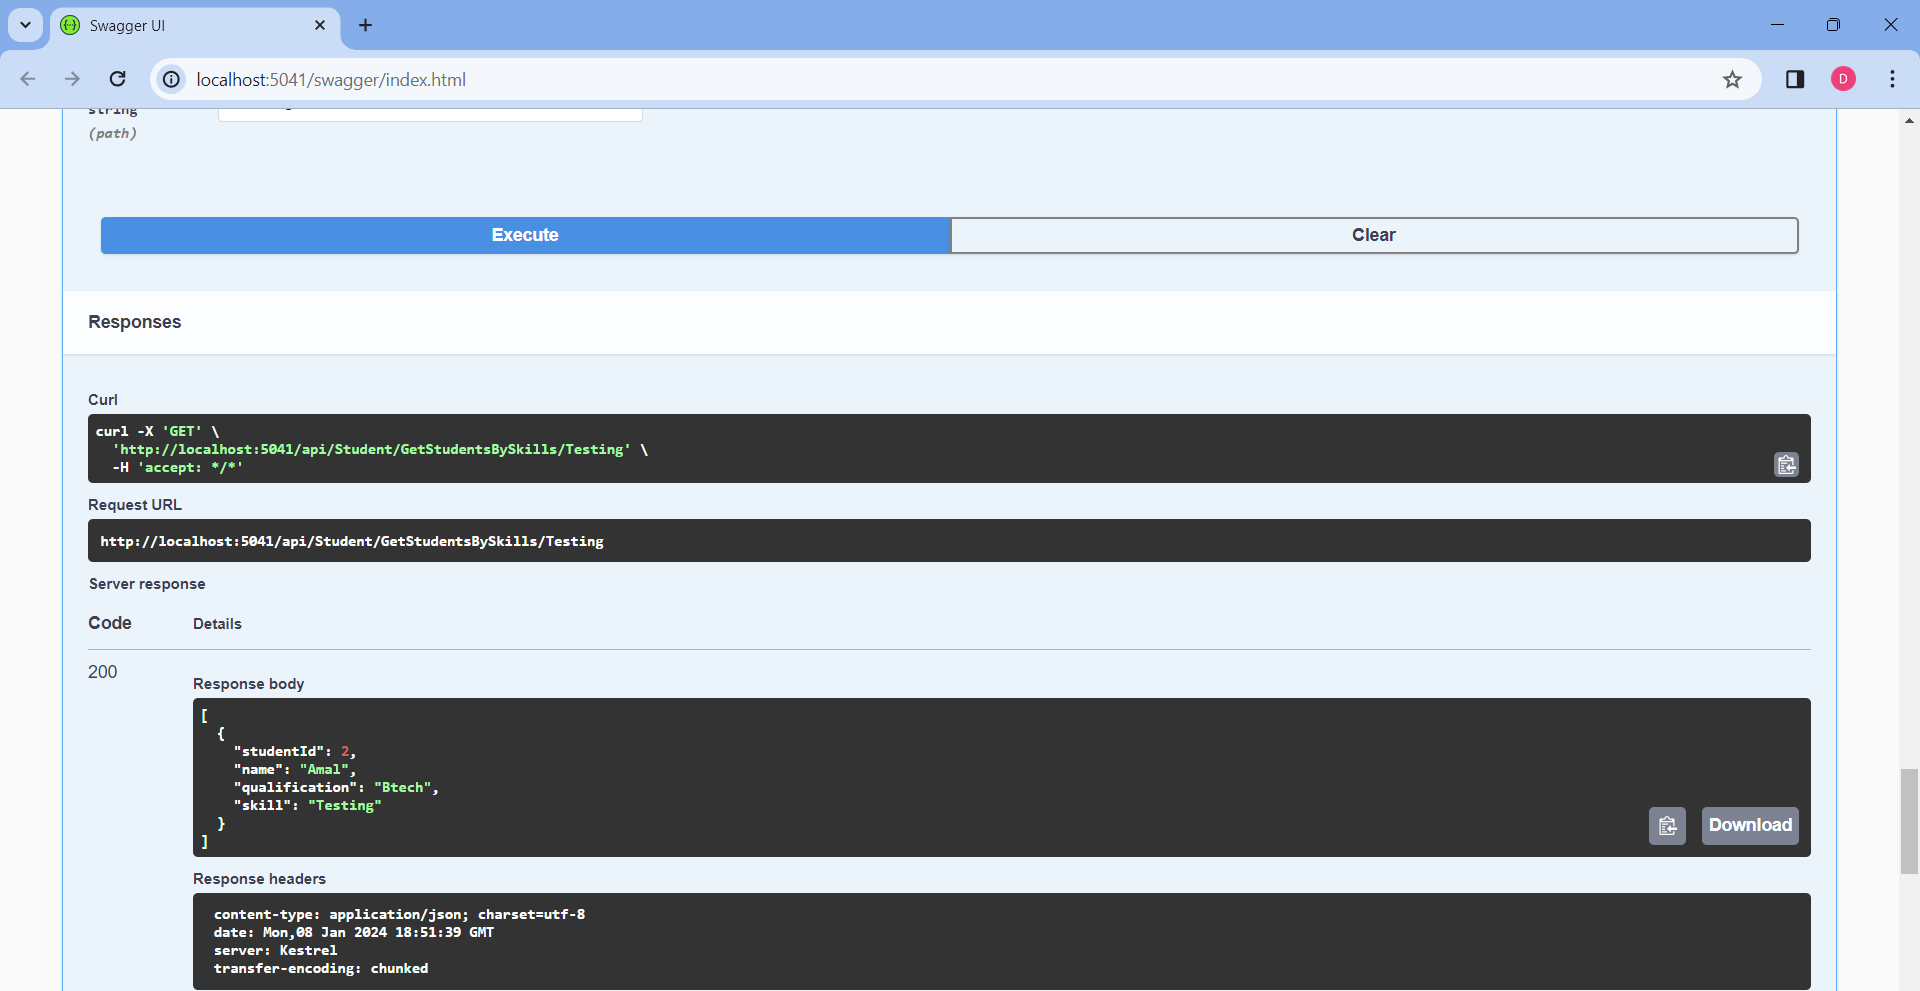 Swagger UI
localhost:5041/swagger/index.html
D
string
(path)
Execute
Clear
Responses
Curl
curl -X 'GET' \
  'http://localhost:5041/api/Student/GetStudentsBySkills/Testing' \
  -H 'accept: */*'
Request URL
http://localhost:5041/api/Student/GetStudentsBySkills/Testing
Server response
Code Details
200
Response body
[
  {
    "studentId": 2,
    "name": "Amal",
    "qualification": "Btech",
    "skill": "Testing"
  }
]
Download
Response headers
content-type: application/json; charset=utf-8
date: Mon,08 Jan 2024 18:51:39 GMT
server: Kestrel
transfer-encoding: chunked